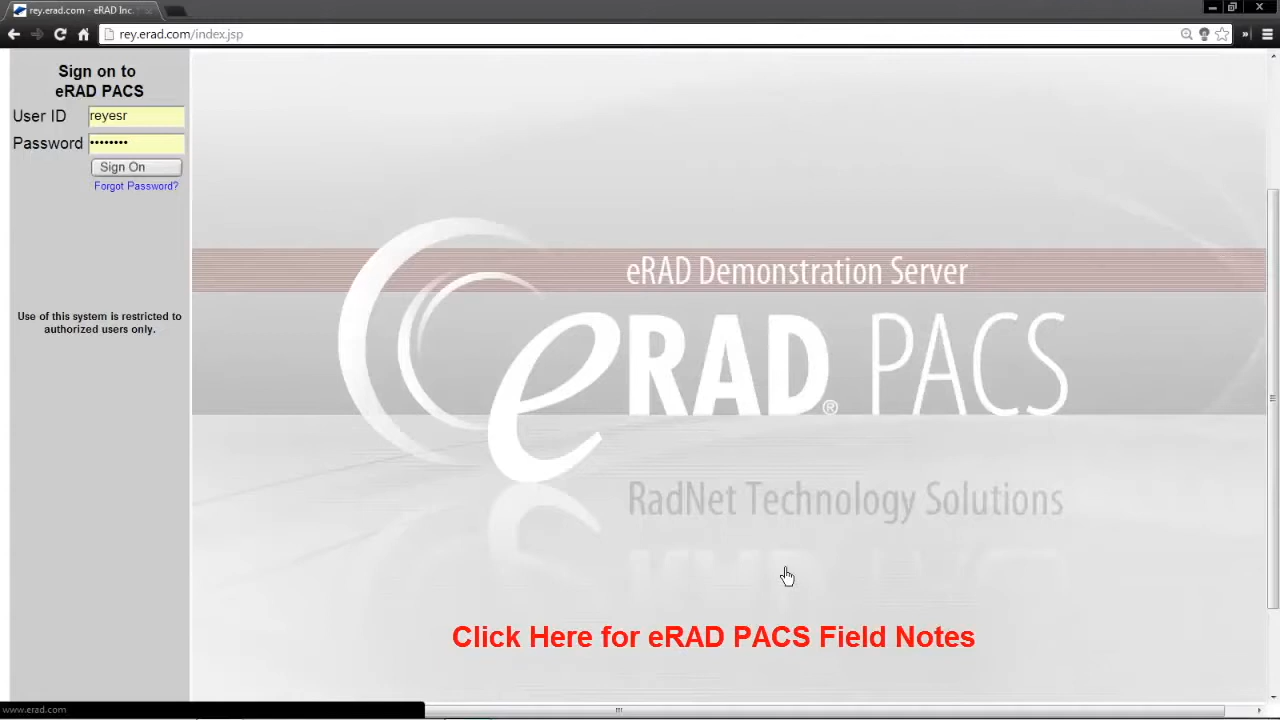 rey.erad.com - eRAD Inc.
rey.erad.com/index.jsp
Sign on to
eRAD PACS
User ID
reyesr
Password
••••••••
Sign On
Forgot Password?
Use of this system is restricted to
authorized users only.
eRAD Demonstration Server
eRAD® PACS
RadNet Technology Solutions
Click Here for eRAD PACS Field Notes
www.erad.com